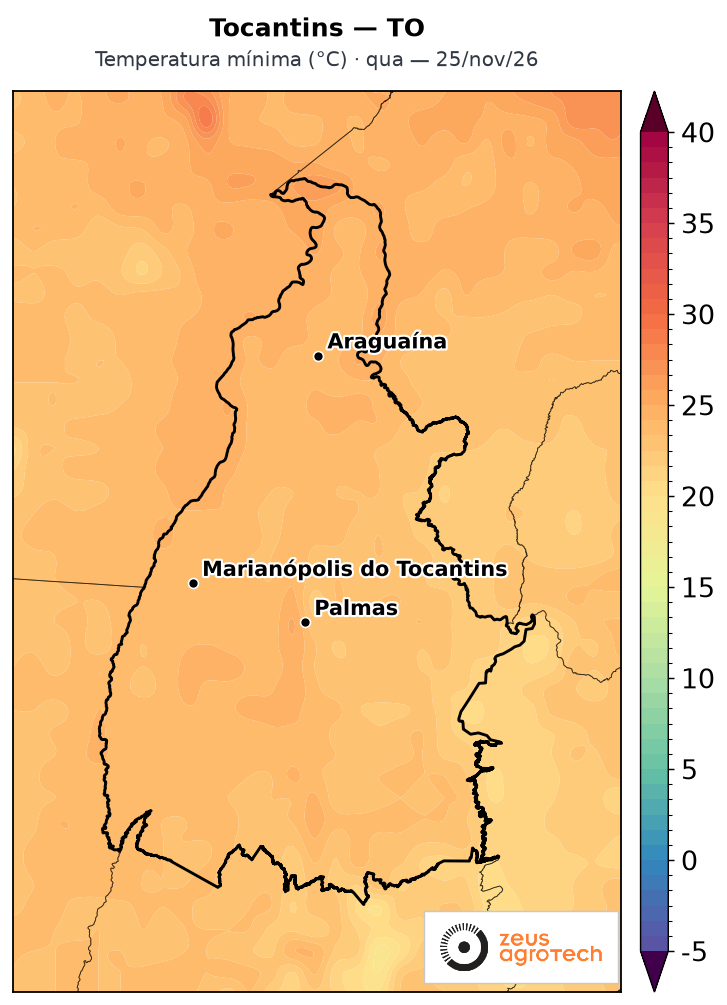 Tocantins — TO
Temperatura mínima (°C) · qua — 25/nov/26
40
35
30
25
20
15
10
5
0
-5
Araguaína
Marianópolis do Tocantins
Palmas
zeus
agrotech